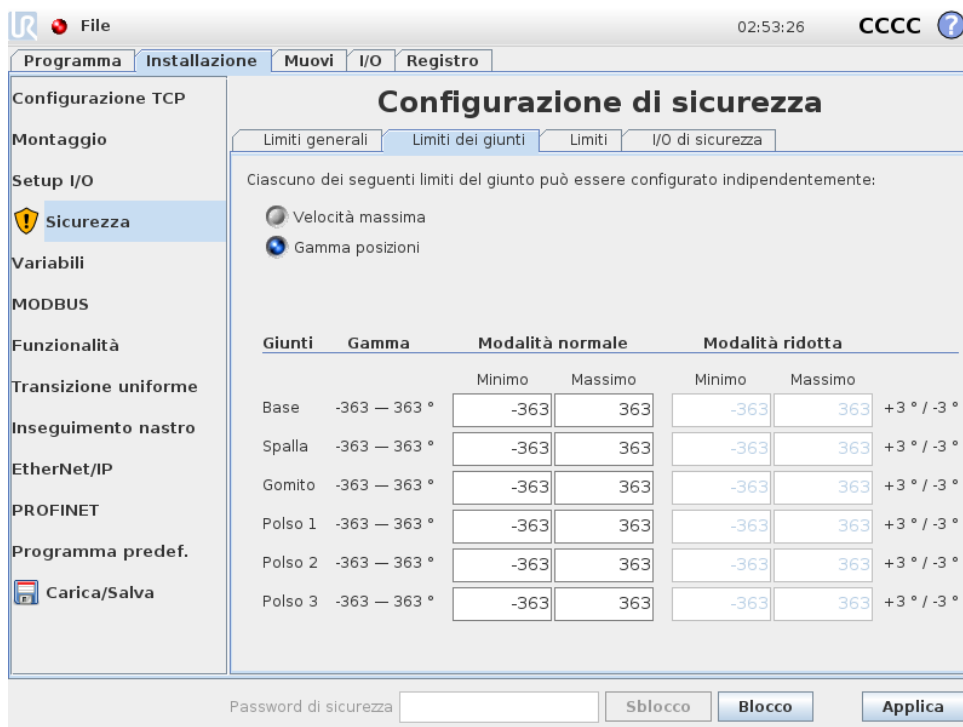 UR File 02:53:26 CCCC ?
Programma Installazione Muovi I/O Registro
Configurazione TCP
Montaggio
Setup I/O
Sicurezza
Variabili
MODBUS
Funzionalità
Transizione uniforme
Inseguimento nastro
EtherNet/IP
PROFINET
Programma predef.
Carica/Salva
Configurazione di sicurezza
Limiti generali Limiti dei giunti Limiti I/O di sicurezza
Ciascuno dei seguenti limiti del giunto può essere configurato indipendentemente:
Velocità massima
Gamma posizioni
Giunti Gamma Modalità normale Modalità ridotta
Minimo Massimo Minimo Massimo
Base -363 — 363 ° -363 363 -363 363 +3 ° / -3 °
Spalla -363 — 363 ° -363 363 -363 363 +3 ° / -3 °
Gomito -363 — 363 ° -363 363 -363 363 +3 ° / -3 °
Polso 1 -363 — 363 ° -363 363 -363 363 +3 ° / -3 °
Polso 2 -363 — 363 ° -363 363 -363 363 +3 ° / -3 °
Polso 3 -363 — 363 ° -363 363 -363 363 +3 ° / -3 °
Password di sicurezza Sblocco Blocco Applica